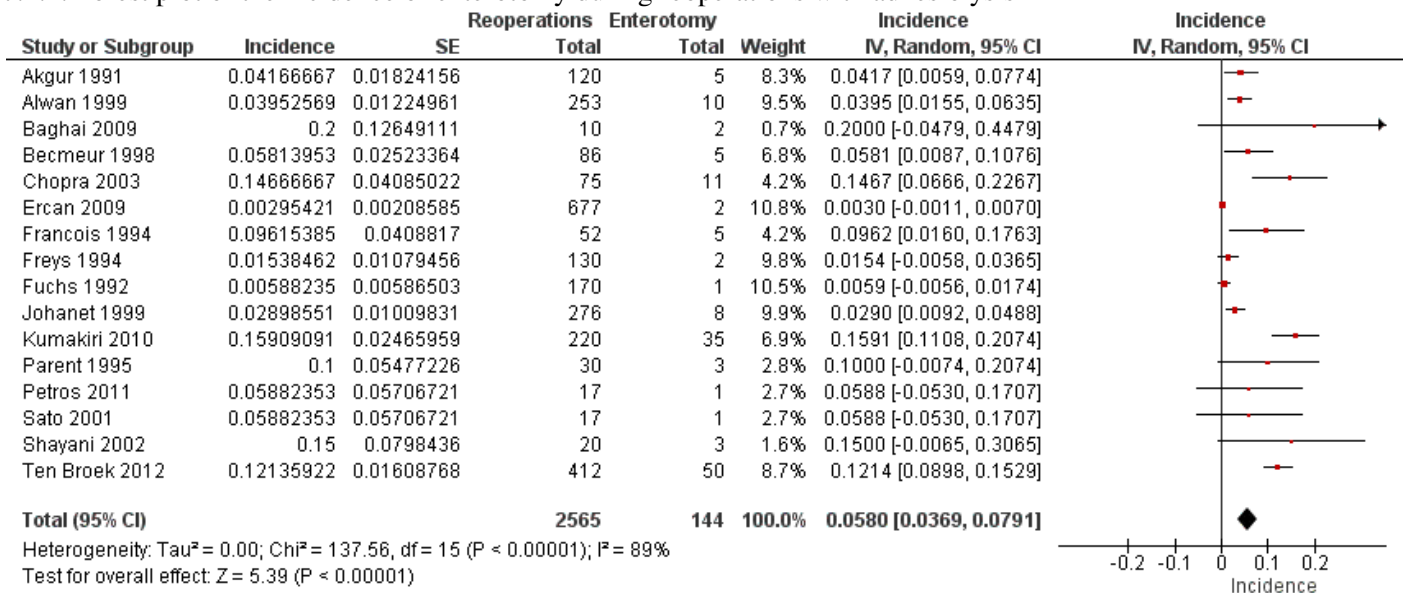 Reoperations Enterotomy Incidence Incidence
Study or Subgroup Incidence SE Total Total Weight IV, Random, 95% CI IV, Random, 95% CI
Akgur 1991 0.04166667 0.01824156 120 5 8.3% 0.0417 [0.0059, 0.0774]
Alwan 1999 0.03952569 0.01224961 253 10 9.5% 0.0395 [0.0155, 0.0635]
Baghai 2009 0.2 0.12649111 10 2 0.7% 0.2000 [-0.0479, 0.4479]
Becmeur 1998 0.05813953 0.02523364 86 5 6.8% 0.0581 [0.0087, 0.1076]
Chopra 2003 0.14666667 0.04085022 75 11 4.2% 0.1467 [0.0666, 0.2267]
Ercan 2009 0.00295421 0.00208585 677 2 10.8% 0.0030 [-0.0011, 0.0070]
Francois 1994 0.09615385 0.0408817 52 5 4.2% 0.0962 [0.0160, 0.1763]
Freys 1994 0.01538462 0.01079456 130 2 9.8% 0.0154 [-0.0058, 0.0365]
Fuchs 1992 0.00588235 0.00586503 170 1 10.5% 0.0059 [-0.0056, 0.0174]
Johanet 1999 0.02898551 0.01009831 276 8 9.9% 0.0290 [0.0092, 0.0488]
Kumakiri 2010 0.15909091 0.02465959 220 35 6.9% 0.1591 [0.1108, 0.2074]
Parent 1995 0.1 0.05477226 30 3 2.8% 0.1000 [-0.0074, 0.2074]
Petros 2011 0.05882353 0.05706721 17 1 2.7% 0.0588 [-0.0530, 0.1707]
Sato 2001 0.05882353 0.05706721 17 1 2.7% 0.0588 [-0.0530, 0.1707]
Shayani 2002 0.15 0.0798436 20 3 1.6% 0.1500 [-0.0065, 0.3065]
Ten Broek 2012 0.12135922 0.01608768 412 50 8.7% 0.1214 [0.0898, 0.1529]
Total (95% CI) 2565 144 100.0% 0.0580 [0.0369, 0.0791]
Heterogeneity: Tau² = 0.00; Chi² = 137.56, df = 15 (P < 0.00001); I² = 89%
Test for overall effect: Z = 5.39 (P < 0.00001)
-0.2 -0.1 0 0.1 0.2
Incidence